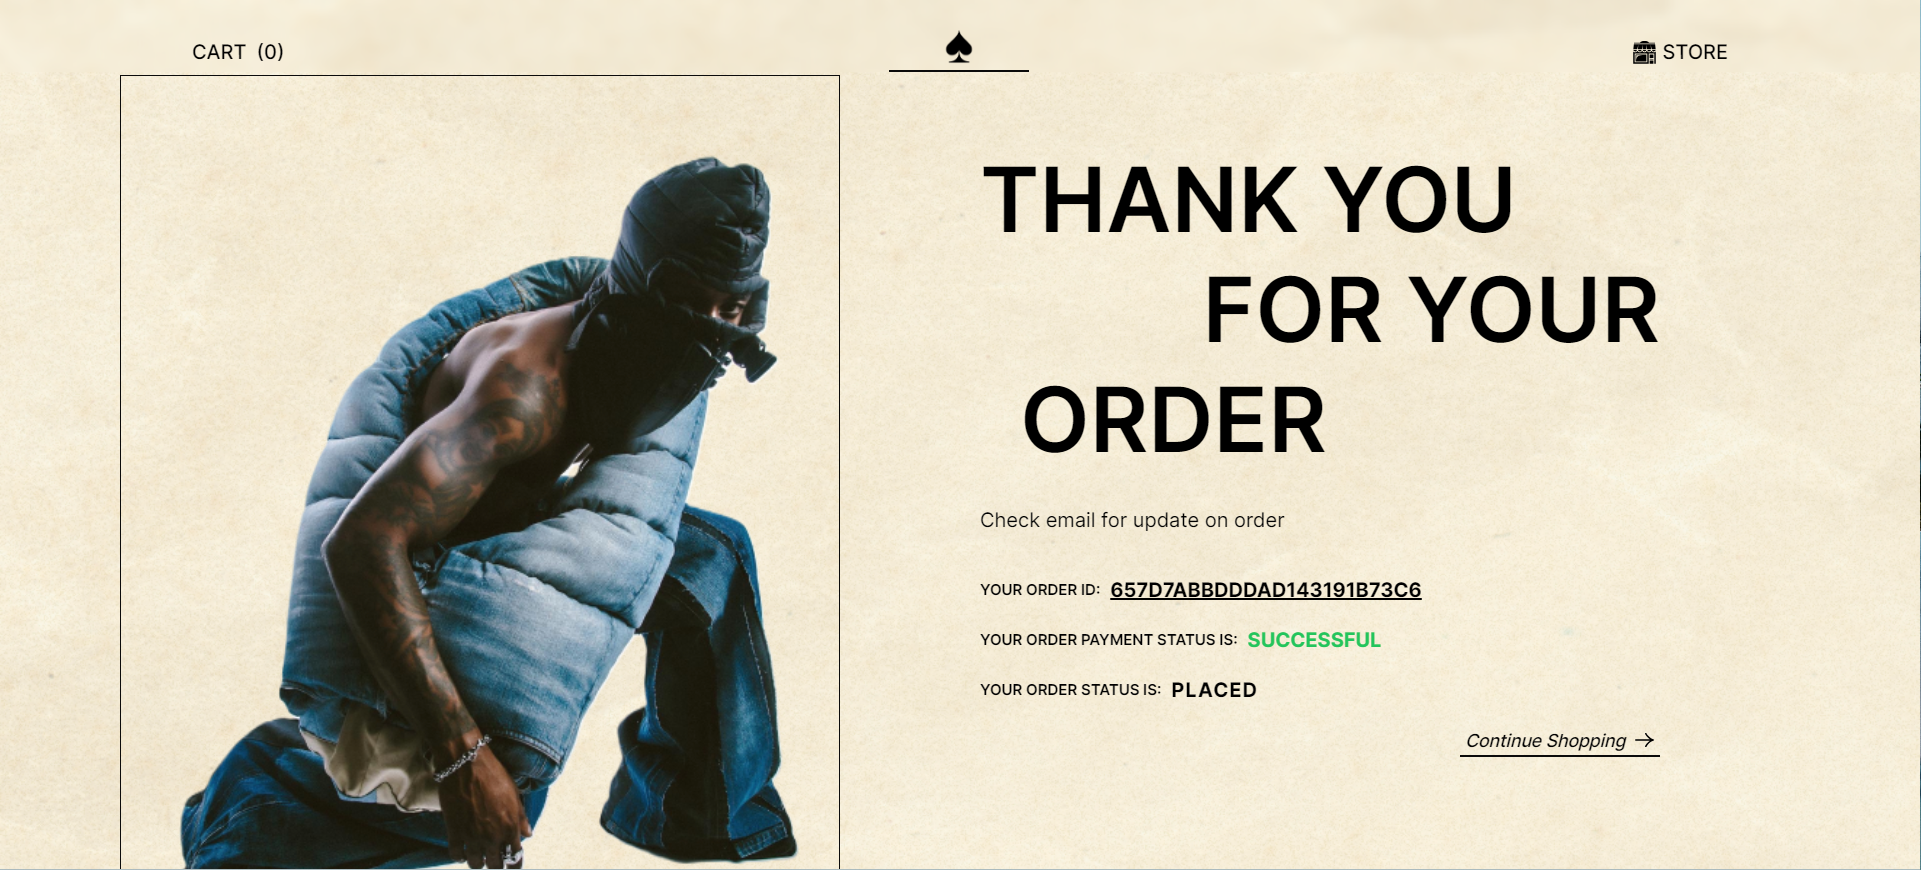 CART (0)
STORE
THANK YOU
FOR YOUR
ORDER
Check email for update on order
YOUR ORDER ID: 657D7ABBDDDAD143191B73C6
YOUR ORDER PAYMENT STATUS IS: SUCCESSFUL
YOUR ORDER STATUS IS: PLACED
Continue Shopping →